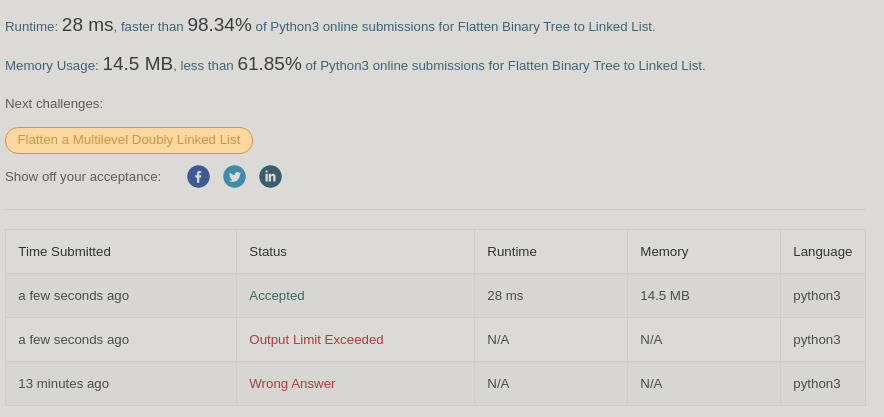 Runtime: 28 ms, faster than 98.34% of Python3 online submissions for Flatten Binary Tree to Linked List.
Memory Usage: 14.5 MB, less than 61.85% of Python3 online submissions for Flatten Binary Tree to Linked List.
Next challenges:
Flatten a Multilevel Doubly Linked List
Show off your acceptance: f in
Time Submitted Status Runtime Memory Language
a few seconds ago Accepted 28 ms 14.5 MB python3
a few seconds ago Output Limit Exceeded N/A N/A python3
13 minutes ago Wrong Answer N/A N/A python3